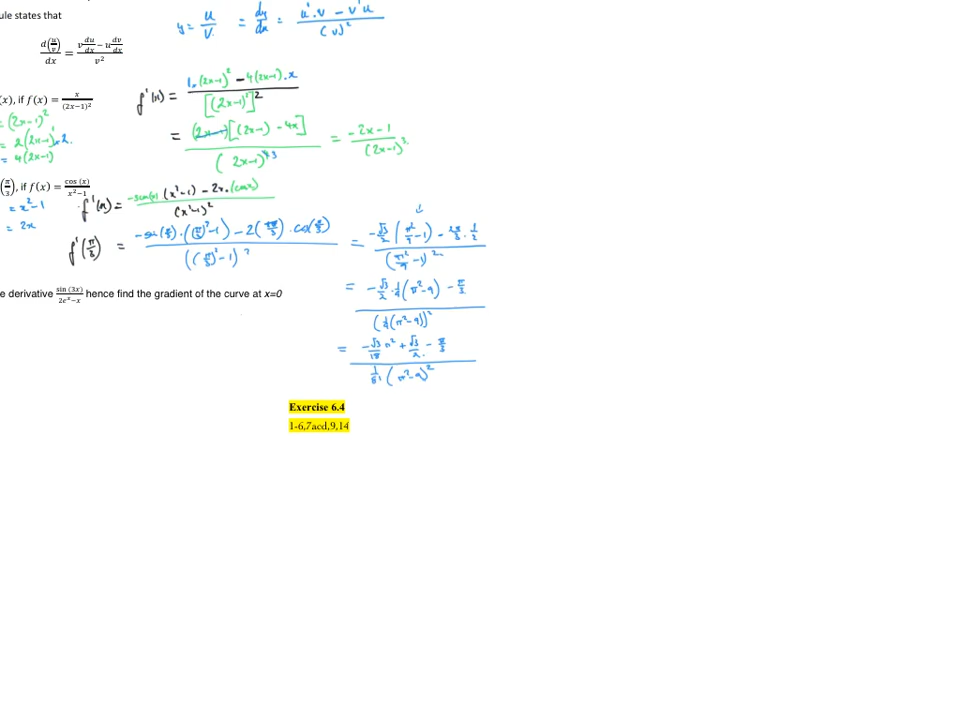 ule states that
y = u/v = dy/dx = (u'.v − v'u)/(v)²
d(u/v)/dx = (v du/dx − u dv/dx)/v²
(x), if f(x) = x/(2x−1)²
= (2x−1)²
= 2(2x−1)¹×2.
= 4(2x−1)
f'(x) = (1.(2x−1)² − 4(2x−1).x)/[(2x−1)²]²
= (2x−1)[(2x−1) − 4x]/(2x−1)⁴³ = (−2x−1)/(2x−1)³
(π/3), if f(x) = cos (x)/(x²−1)
= x²−1
= 2x
f'(x) = (−sin(x) (x²−1) − 2x.(cosx))/(x²−1)²
f'(π/3) = (−sin(π/3).((π/3)²−1) − 2(π/3).cos(π/3))/((π/3)²−1)² = (−√3/2 (π²/9 −1) − 2π/3 . 1/2)/(π²/9 −1)²
= (−√3/2 . 1/9(π²−9) − π/3)/(1/9(π²−9))²
= (−√3/18 π² + √3/2 − π/3)/(1/81 (π²−9)²)
e derivative sin (3x)/(2eˣ−x) hence find the gradient of the curve at x=0
Exercise 6.4
1-6,7acd,9,14